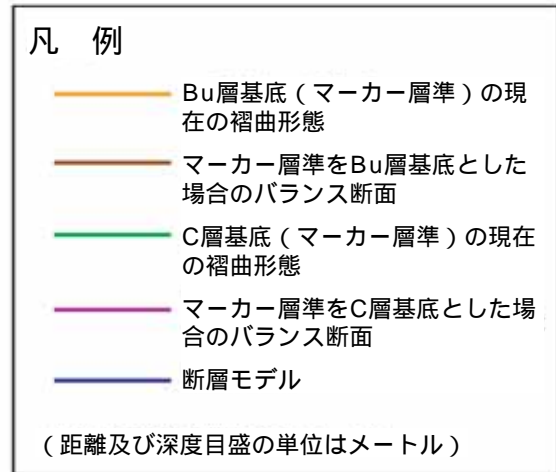 凡　例
Bu層基底（マーカー層準）の現
在の褶曲形態
マーカー層準をBu層基底とした
場合のバランス断面
C層基底（マーカー層準）の現在
の褶曲形態
マーカー層準をC層基底とした場
合のバランス断面
断層モデル
（距離及び深度目盛の単位はメートル）